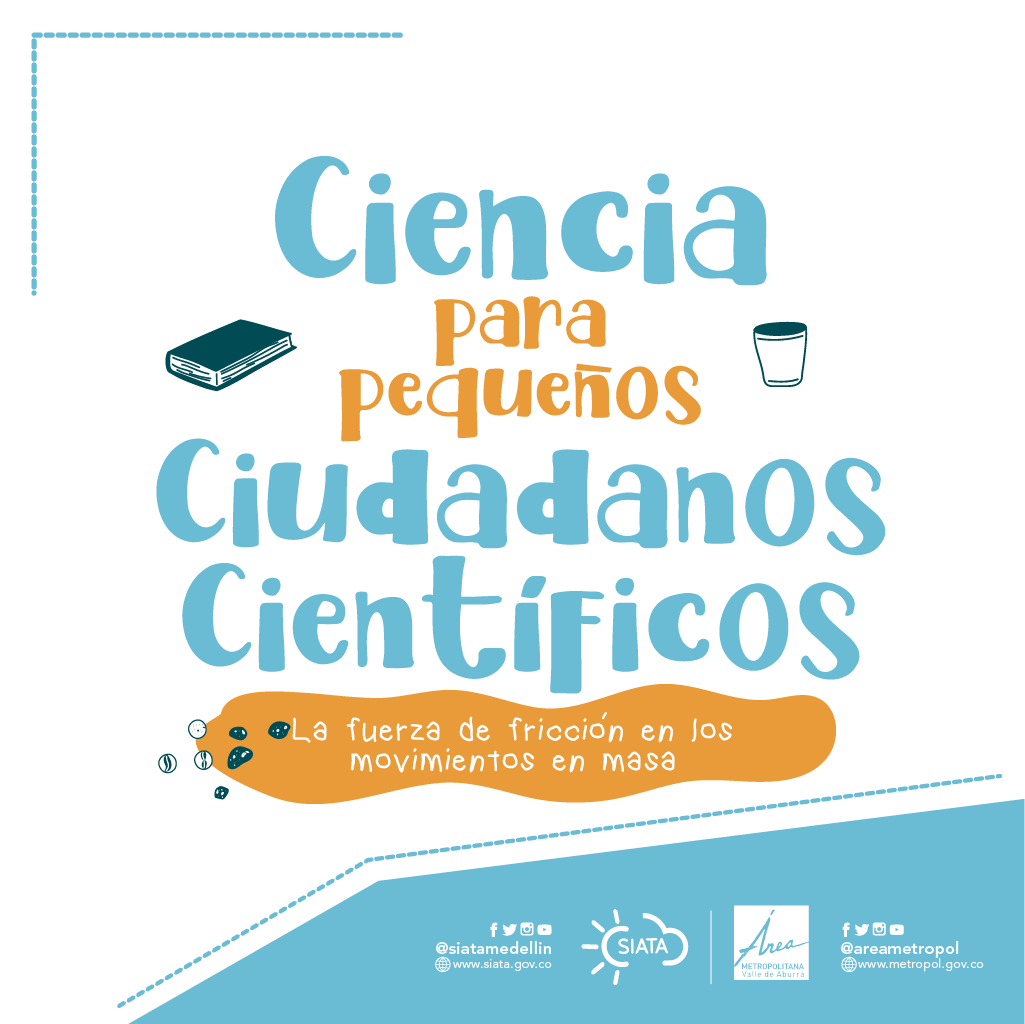 Ciencia
para
pequeños
Ciudadanos
Científicos
La fuerza de fricción en los
movimientos en masa
@siatamedellin
www.siata.gov.co
SIATA
Área
METROPOLITANA
Valle de Aburrá
@areametropol
www.metropol.gov.co